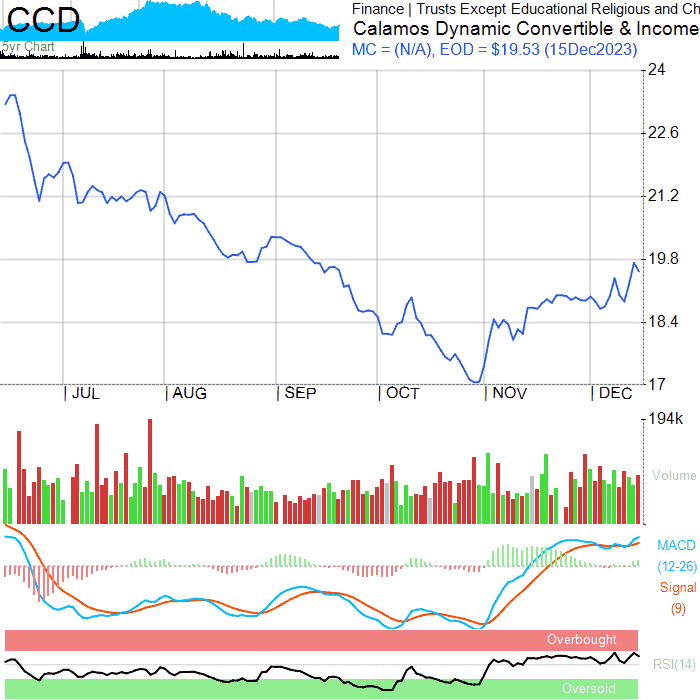 CCD
5yr Chart
Finance | Trusts Except Educational Religious and Ch
Calamos Dynamic Convertible & Income
MC = (N/A), EOD = $19.53 (15Dec2023)
24
22.6
21.2
19.8
18.4
17
| JUL | AUG | SEP | OCT | NOV | DEC
194k
Volume
MACD
(12-26)
Signal
(9)
Overbought
RSI(14)
Oversold